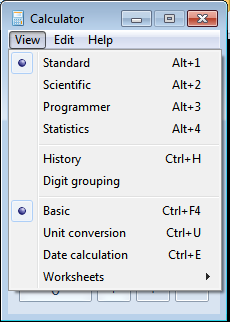 Calculator
View Edit Help
Standard Alt+1
Scientific Alt+2
Programmer Alt+3
Statistics Alt+4
History Ctrl+H
Digit grouping
Basic Ctrl+F4
Unit conversion Ctrl+U
Date calculation Ctrl+E
Worksheets